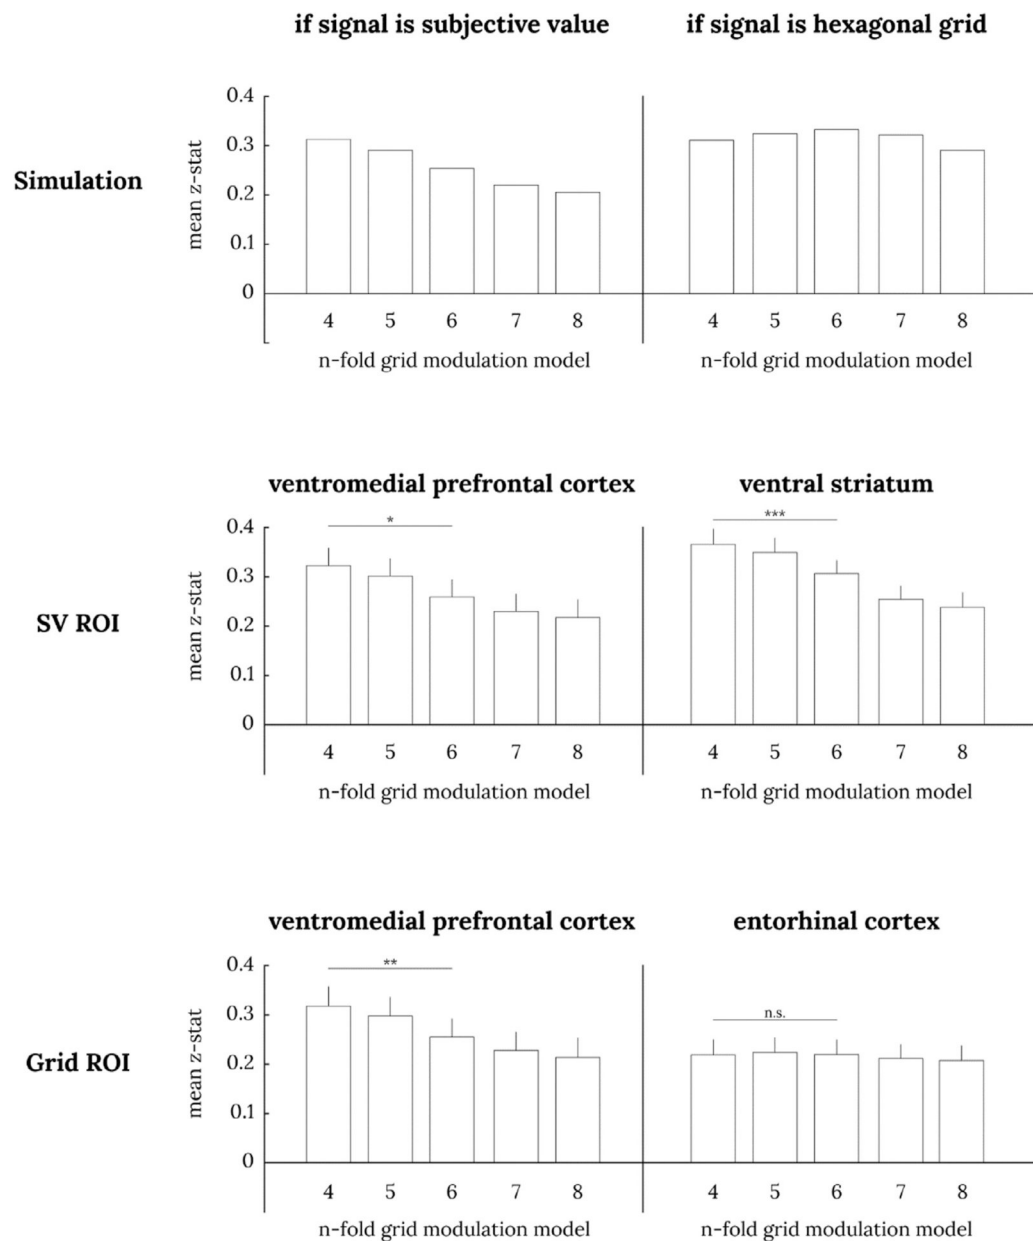 if signal is subjective value if signal is hexagonal grid
Simulation
mean z-stat
0.4
0.3
0.2
0.1
0
4 5 6 7 8 4 5 6 7 8
n-fold grid modulation model n-fold grid modulation model
ventromedial prefrontal cortex ventral striatum
SV ROI
mean z-stat
* ***
0.4
0.3
0.2
0.1
0
4 5 6 7 8 4 5 6 7 8
n-fold grid modulation model n-fold grid modulation model
ventromedial prefrontal cortex entorhinal cortex
Grid ROI
mean z-stat
** n.s.
0.4
0.3
0.2
0.1
0
4 5 6 7 8 4 5 6 7 8
n-fold grid modulation model n-fold grid modulation model